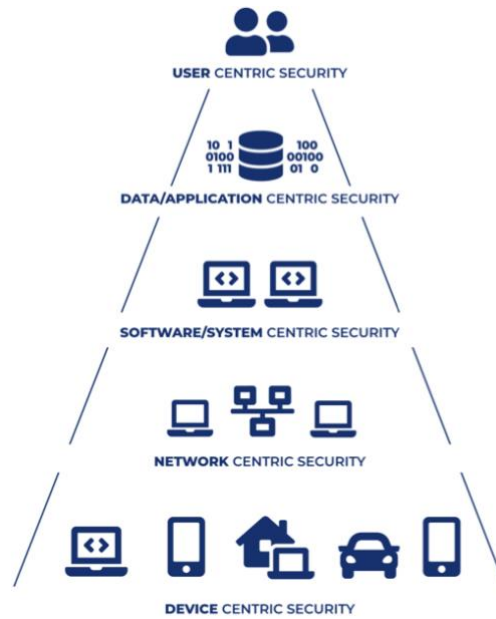 USER CENTRIC SECURITY
10 1 100
0100 00100
1 111 01 0
DATA/APPLICATION CENTRIC SECURITY
SOFTWARE/SYSTEM CENTRIC SECURITY
NETWORK CENTRIC SECURITY
DEVICE CENTRIC SECURITY